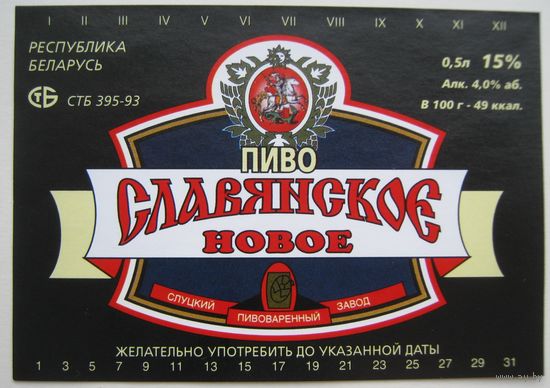 I II III IV V VI VII VIII IX X XI XII
РЕСПУБЛИКА
БЕЛАРУСЬ
СТБ 395-93
0,5л 15%
Алк. 4,0% аб.
В 100 г - 49 ккал.
ПИВО
СЛАВЯНСКОЕ
НОВОЕ
СЛУЦКИЙ
ПИВОВАРЕННЫЙ
ЗАВОД
ЖЕЛАТЕЛЬНО УПОТРЕБИТЬ ДО УКАЗАННОЙ ДАТЫ
1 3 5 7 9 11 13 15 17 19 21 23 25 27 29 31